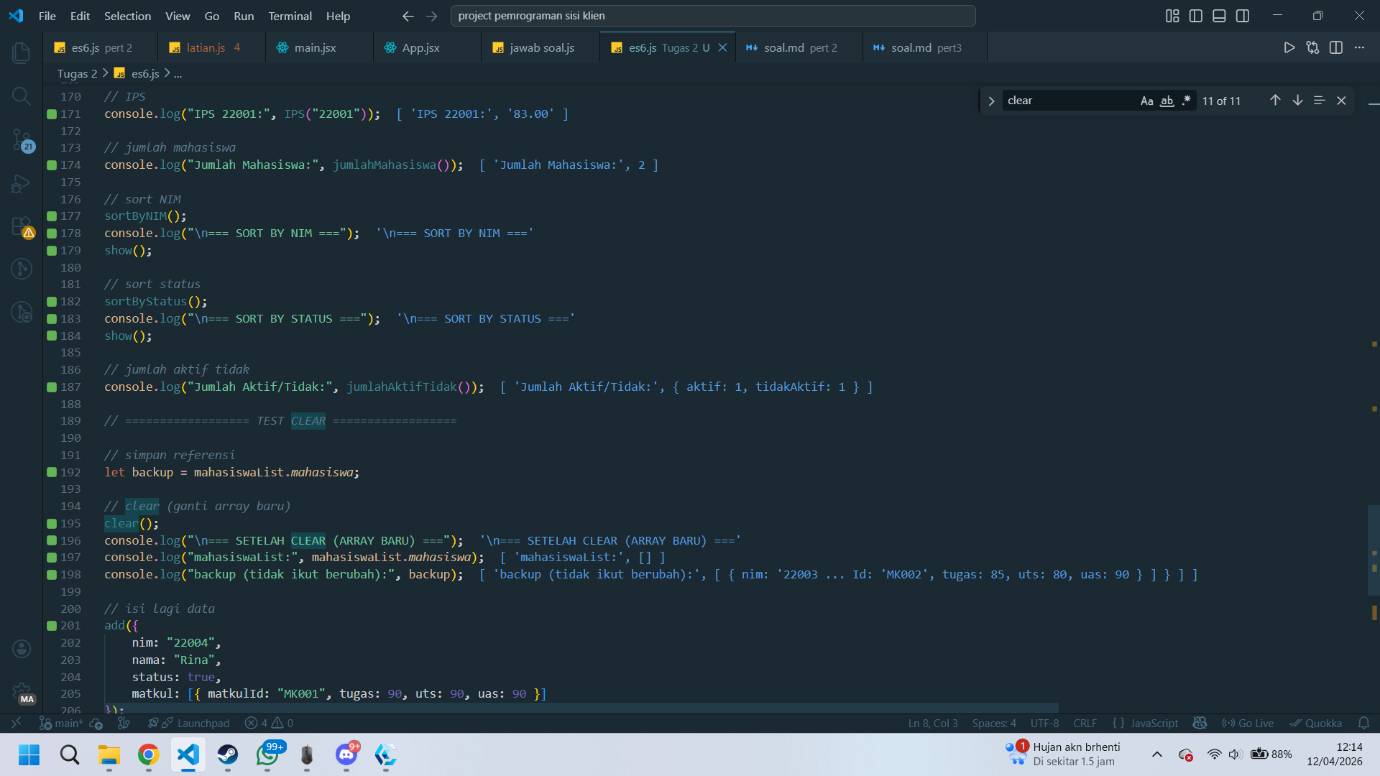 File Edit Selection View Go Run Terminal Help
project pemrograman sisi klien
es6.js pert 2
latian.js 4
main.jsx
App.jsx
jawab soal.js
es6.js Tugas 2 U
soal.md pert 2
soal.md pert3
Tugas 2 > es6.js > ...
clear
Aa ab .* 11 of 11
170 // IPS
171 console.log("IPS 22001:", IPS("22001")); [ 'IPS 22001:', '83.00' ]
172
173 // jumlah mahasiswa
174 console.log("Jumlah Mahasiswa:", jumlahMahasiswa()); [ 'Jumlah Mahasiswa:', 2 ]
175
176 // sort NIM
177 sortByNIM();
178 console.log("\n=== SORT BY NIM ==="); '\n=== SORT BY NIM ==='
179 show();
180
181 // sort status
182 sortByStatus();
183 console.log("\n=== SORT BY STATUS ==="); '\n=== SORT BY STATUS ==='
184 show();
185
186 // jumlah aktif tidak
187 console.log("Jumlah Aktif/Tidak:", jumlahAktifTidak()); [ 'Jumlah Aktif/Tidak:', { aktif: 1, tidakAktif: 1 } ]
188
189 // ================== TEST CLEAR ==================
190
191 // simpan referensi
192 let backup = mahasiswaList.mahasiswa;
193
194 // clear (ganti array baru)
195 clear();
196 console.log("\n=== SETELAH CLEAR (ARRAY BARU) ==="); '\n=== SETELAH CLEAR (ARRAY BARU) ==='
197 console.log("mahasiswaList:", mahasiswaList.mahasiswa); [ 'mahasiswaList:', [] ]
198 console.log("backup (tidak ikut berubah):", backup); [ 'backup (tidak ikut berubah):', [ { nim: '22003 ... Id: 'MK002', tugas: 85, uts: 80, uas: 90 } ] } ] ]
199
200 // isi lagi data
201 add({
202 nim: "22004",
203 nama: "Rina",
204 status: true,
205 matkul: [{ matkulId: "MK001", tugas: 90, uts: 90, uas: 90 }]
206 });
21
MA
main* Launchpad 4 0
Ln 8, Col 3 Spaces: 4 UTF-8 CRLF { } JavaScript Go Live Quokka
99+
9+
1
Hujan akn brhenti
Di sekitar 1.5 jam
88%
12:14
12/04/2026